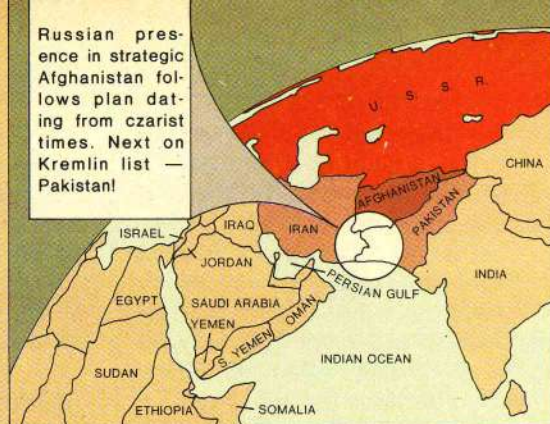 Russian pres-
ence in strategic
Afghanistan fol-
lows plan dat-
ing from czarist
times. Next on
Kremlin list —
Pakistan!
U. S. S. R.
CHINA
AFGHANISTAN
PAKISTAN
ISRAEL
IRAQ
IRAN
JORDAN
PERSIAN GULF
INDIA
EGYPT
SAUDI ARABIA
OMAN
YEMEN
S. YEMEN
INDIAN OCEAN
SUDAN
ETHIOPIA
SOMALIA